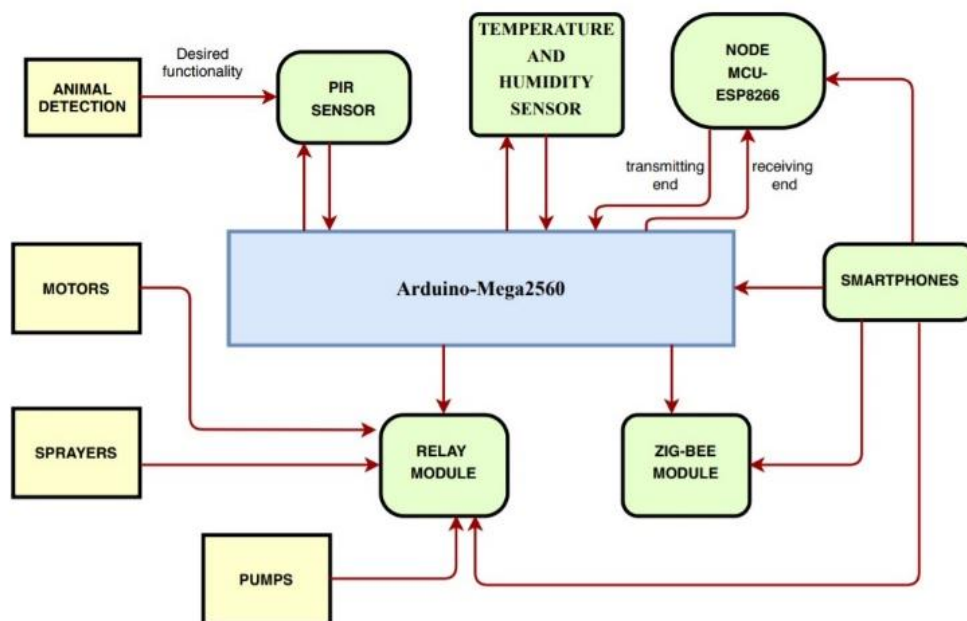 Desired
functionality
ANIMAL
DETECTION
PIR
SENSOR
TEMPERATURE
AND
HUMIDITY
SENSOR
NODE
MCU-
ESP8266
transmitting
end
receiving
end
MOTORS
Arduino-Mega2560
SMARTPHONES
SPRAYERS
RELAY
MODULE
ZIG-BEE
MODULE
PUMPS